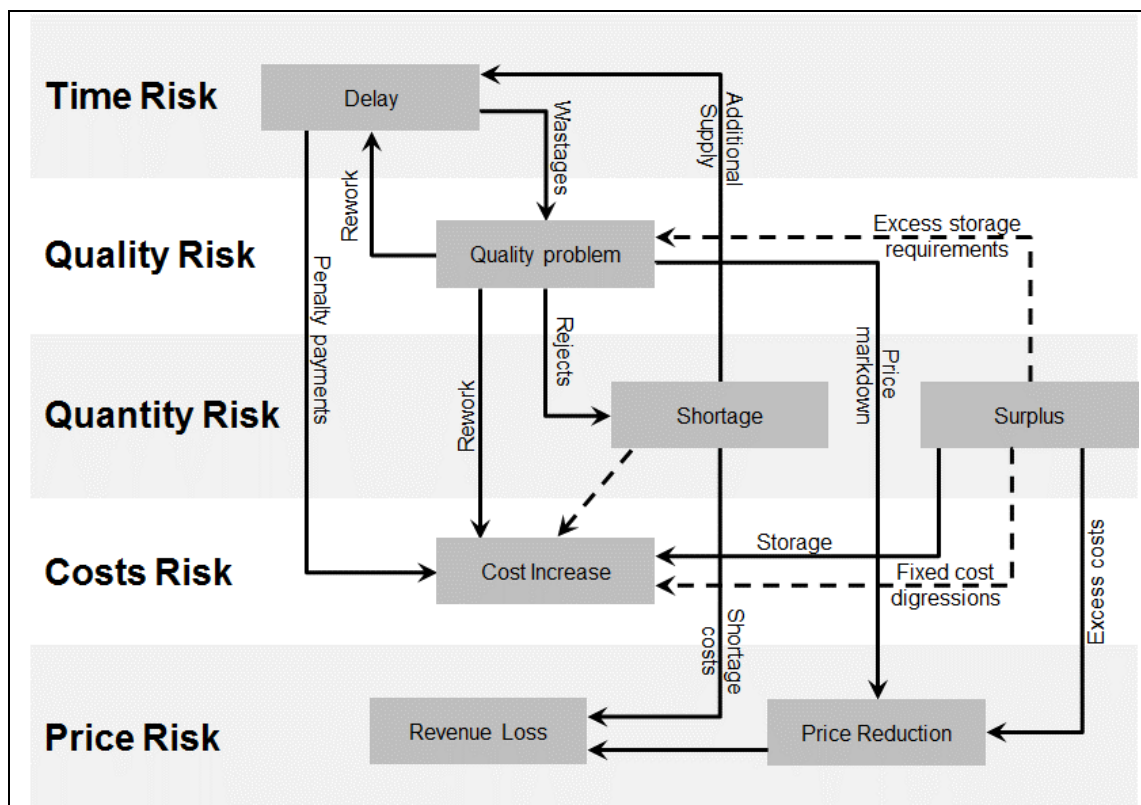 Time Risk
Delay
Wastages
Additional
Supply
Rework
Quality Risk
Quality problem
Excess storage
requirements
Penalty payments
Rejects
Price
markdown
Quantity Risk
Rework
Shortage
Surplus
Costs Risk
Cost Increase
Storage
Fixed cost
digressions
Excess costs
Shortage
costs
Price Risk
Revenue Loss
Price Reduction